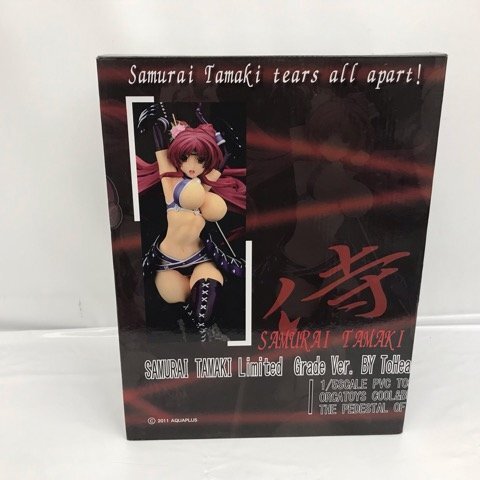 Samurai Tamaki tears all apart!
侍
SAMURAI TAMAKI
SAMURAI TAMAKI Limited Grade Ver. BY ToHea
1/5SCALE PVC TO
ORCATOYS COOL&B
THE PEDESTAL OF
© 2011 AQUAPLUS